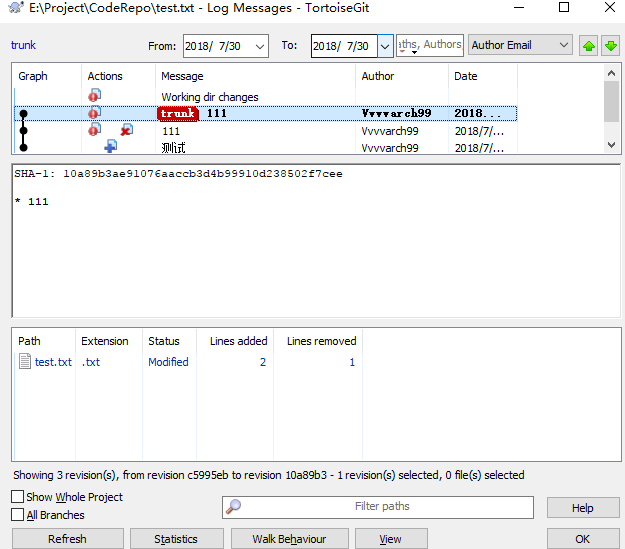 E:\Project\CodeRepo\test.txt - Log Messages - TortoiseGit
trunk From: 2018/ 7/30 To: 2018/ 7/30 Authors Author Email
Graph Actions Message Author Date
Working dir changes
trunk 111 Vvvvarch99 2018...
111 Vvvvarch99 2018/7/...
测试 Vvvvarch99 2018/7/...
SHA-1: 10a89b3ae91076aaccb3d4b99910d238502f7cee
* 111
Path Extension Status Lines added Lines removed
test.txt .txt Modified 2 1
Showing 3 revision(s), from revision c5995eb to revision 10a89b3 - 1 revision(s) selected, 0 file(s) selected
Show Whole Project
All Branches
Filter paths
Help
Refresh Statistics Walk Behaviour View OK